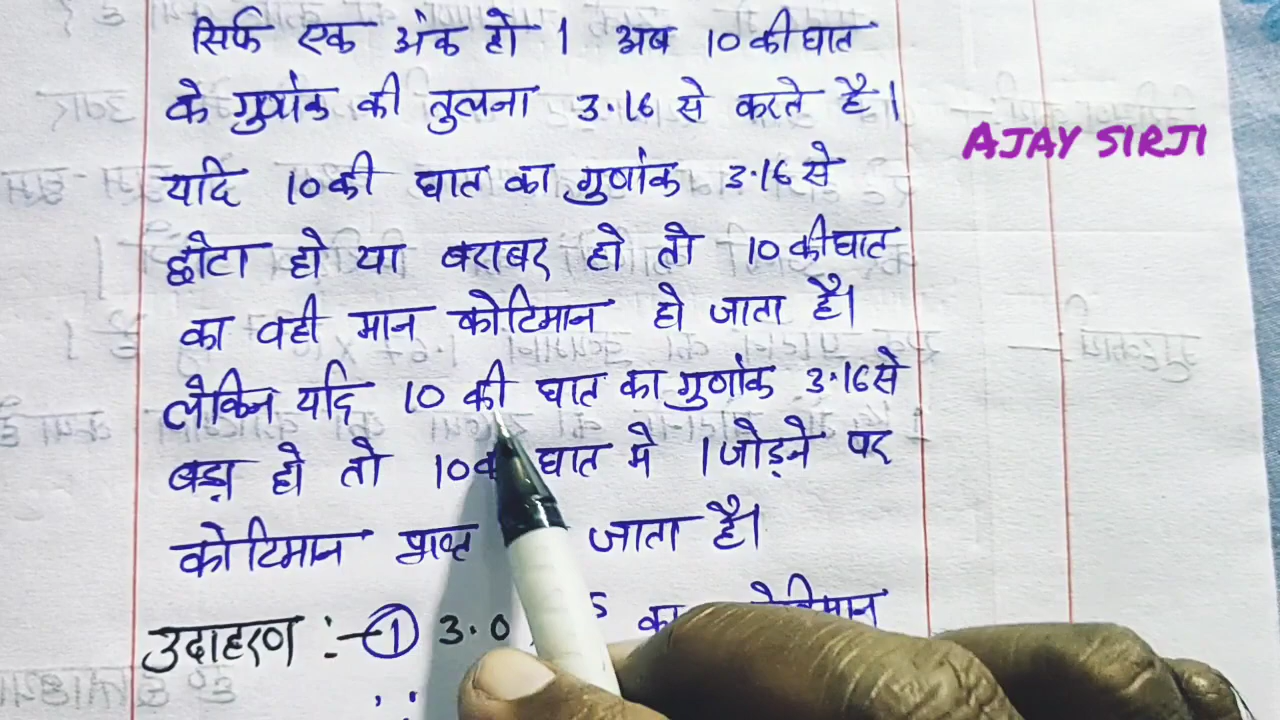 सिर्फ एक अंक हो । अब 10 की घात
के गुणांक की तुलना 3.16 से करते है।
AJAY SIRJI
यदि 10 की घात का गुणांक 3.16 से
छोटा हो या बराबर हो तो 10 की घात
का वही मान कोटिमान हो जाता है।
लेकिन यदि 10 की घात का गुणांक 3.16 से
बड़ा हो तो 10 घात मे 1 जोड़ने पर
कोटिमान प्राप्त जाता है।
उदाहरण :- ① 3.0 5 का कोटिमान